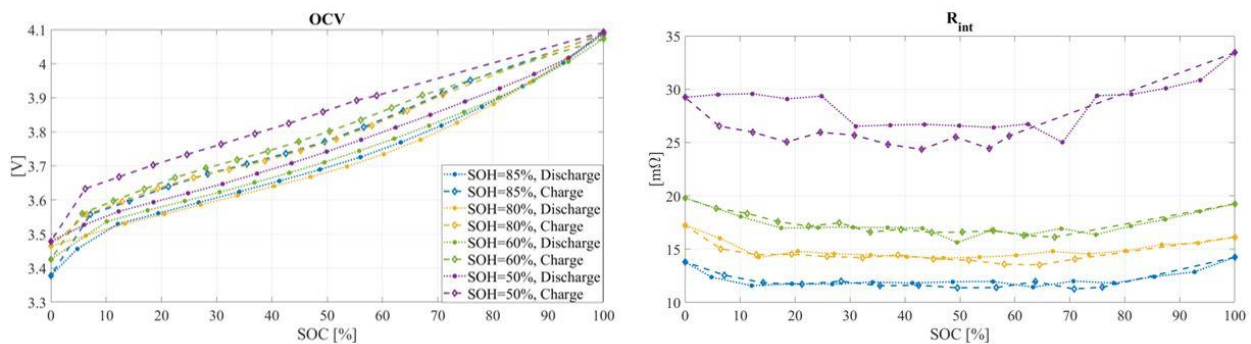 OCV
4.1
4
3.9
3.8
3.7
3.6
3.5
3.4
3.3
[V]
0 10 20 30 40 50 60 70 80 90 100
SOC [%]
SOH=85%, Discharge
SOH=85%, Charge
SOH=80%, Discharge
SOH=80%, Charge
SOH=60%, Discharge
SOH=60%, Charge
SOH=50%, Discharge
SOH=50%, Charge
R_int
35
30
25
20
15
10
[mΩ]
0 10 20 30 40 50 60 70 80 90 100
SOC [%]